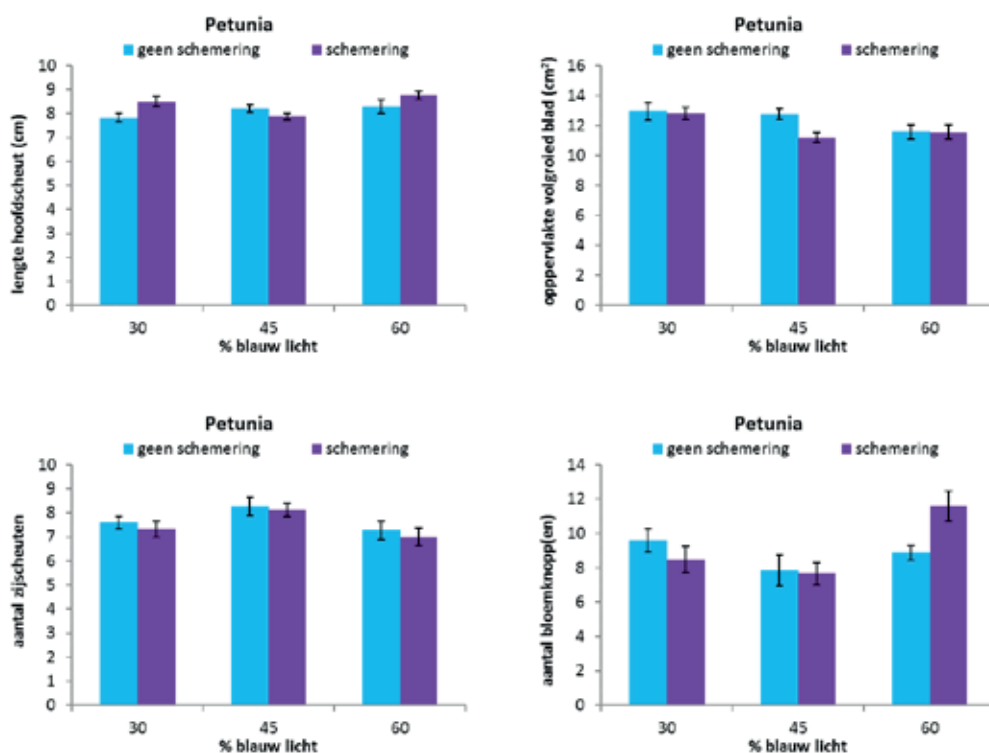 Petunia
geen schemering schemering
10
9
8
7
6
5
4
3
2
1
0
lengte hoofdscheut (cm)
30 45 60
% blauw licht
Petunia
geen schemering schemering
16
14
12
10
8
6
4
2
0
opppervlakte volgroied blad (cm²)
30 45 60
% blauw licht
Petunia
geen schemering schemering
10
9
8
7
6
5
4
3
2
1
0
aantal zijscheuten
30 45 60
% blauw licht
Petunia
geen schemering schemering
14
12
10
8
6
4
2
0
aantal bloemknopp(en)
30 45 60
% blauw licht